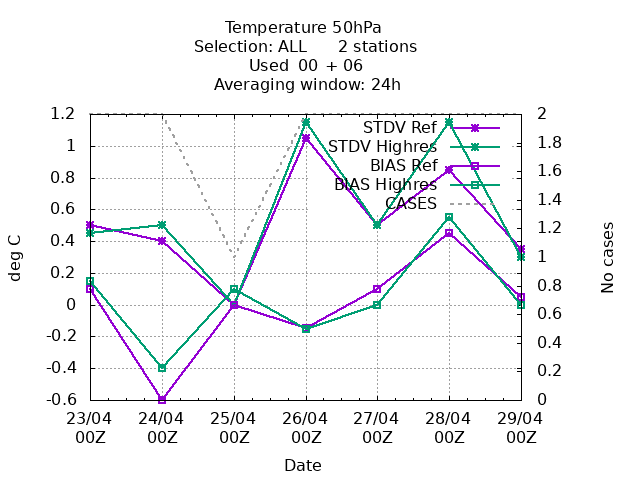 Temperature 50hPa
Selection: ALL 2 stations
Used 00 + 06
Averaging window: 24h
1.2
1
0.8
0.6
0.4
0.2
0
-0.2
-0.4
-0.6
deg C
2
1.8
1.6
1.4
1.2
1
0.8
0.6
0.4
0.2
0
No cases
STDV Ref
STDV Highres
BIAS Ref
BIAS Highres
CASES
23/04 24/04 25/04 26/04 27/04 28/04 29/04
00Z 00Z 00Z 00Z 00Z 00Z 00Z
Date